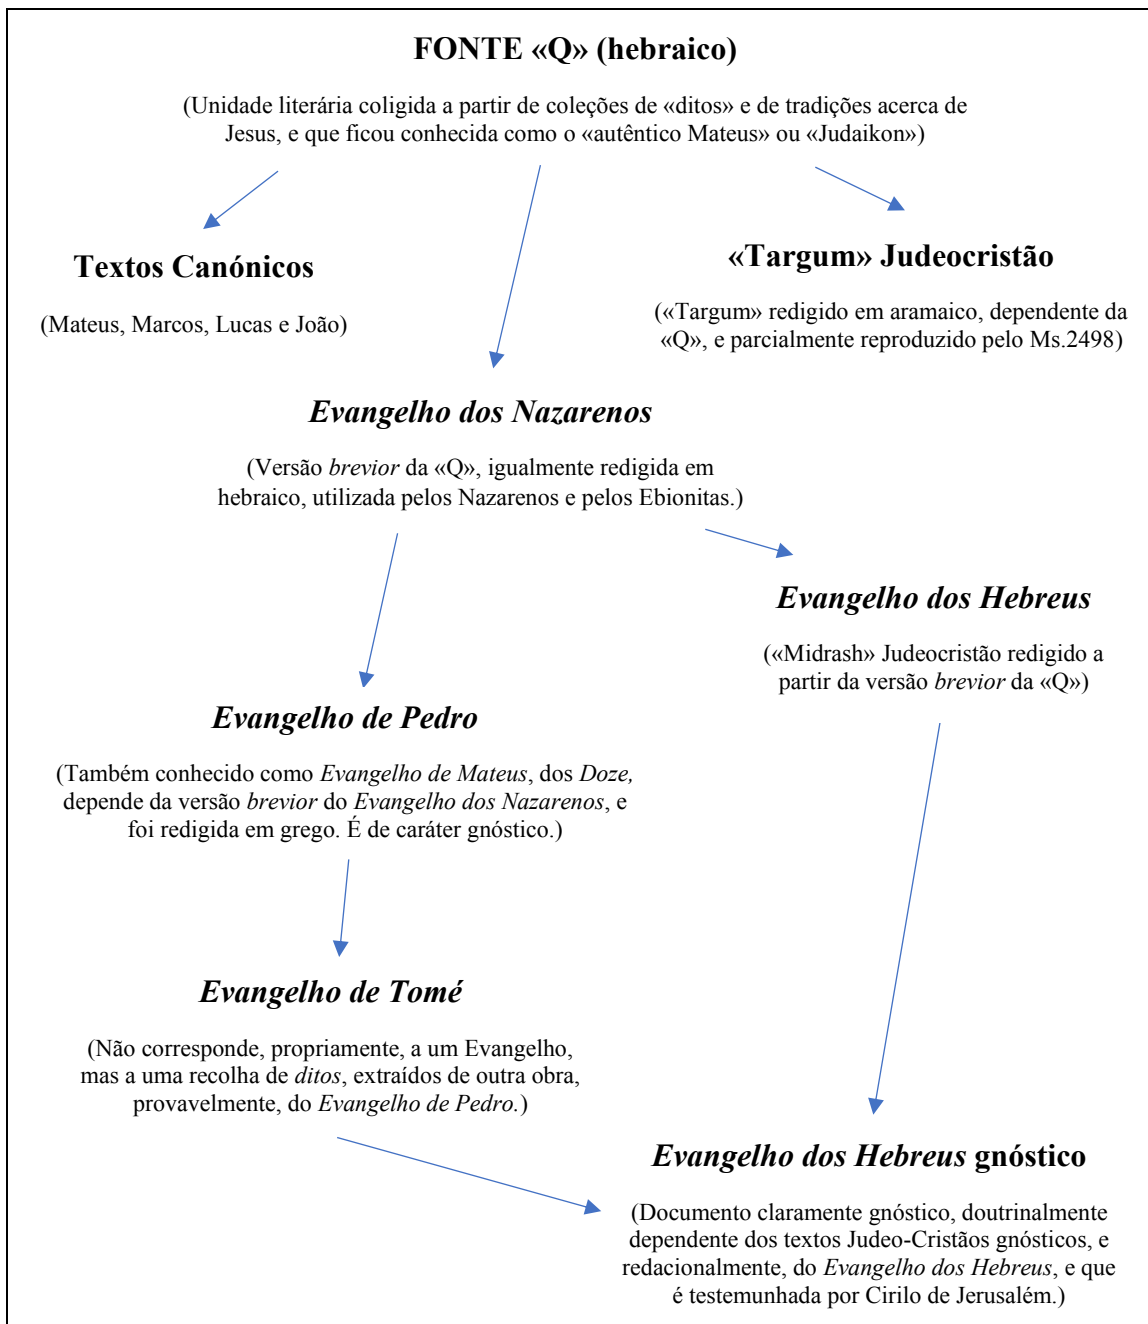 FONTE «Q» (hebraico)
(Unidade literária coligida a partir de coleções de «ditos» e de tradições acerca de
Jesus, e que ficou conhecida como o «autêntico Mateus» ou «Judaikon»)
Textos Canónicos
(Mateus, Marcos, Lucas e João)
«Targum» Judeocristão
(«Targum» redigido em aramaico, dependente da
«Q», e parcialmente reproduzido pelo Ms.2498)
Evangelho dos Nazarenos
(Versão brevior da «Q», igualmente redigida em
hebraico, utilizada pelos Nazarenos e pelos Ebionitas.)
Evangelho dos Hebreus
(«Midrash» Judeocristão redigido a
partir da versão brevior da «Q»)
Evangelho de Pedro
(Também conhecido como Evangelho de Mateus, dos Doze,
depende da versão brevior do Evangelho dos Nazarenos, e
foi redigida em grego. É de caráter gnóstico.)
Evangelho de Tomé
(Não corresponde, propriamente, a um Evangelho,
mas a uma recolha de ditos, extraídos de outra obra,
provavelmente, do Evangelho de Pedro.)
Evangelho dos Hebreus gnóstico
(Documento claramente gnóstico, doutrinalmente
dependente dos textos Judeo-Cristãos gnósticos, e
redacionalmente, do Evangelho dos Hebreus, e que
é testemunhada por Cirilo de Jerusalém.)